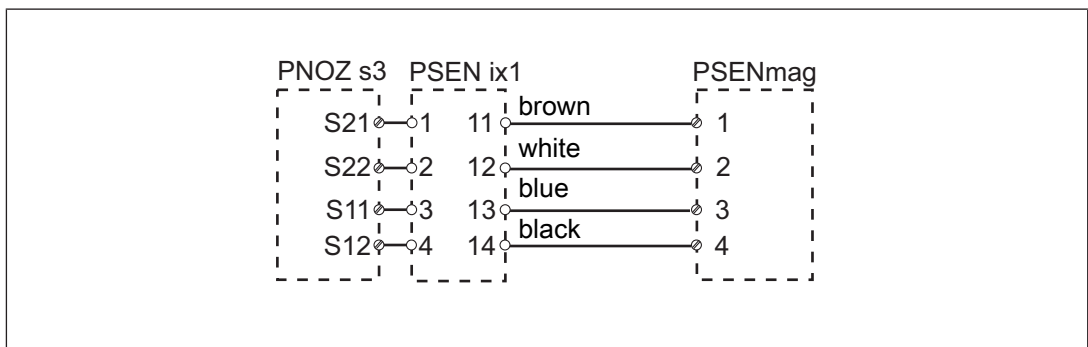 PNOZ s3 PSEN ix1 PSENmag
brown
S21 1 11 1
white
S22 2 12 2
blue
S11 3 13 3
black
S12 4 14 4